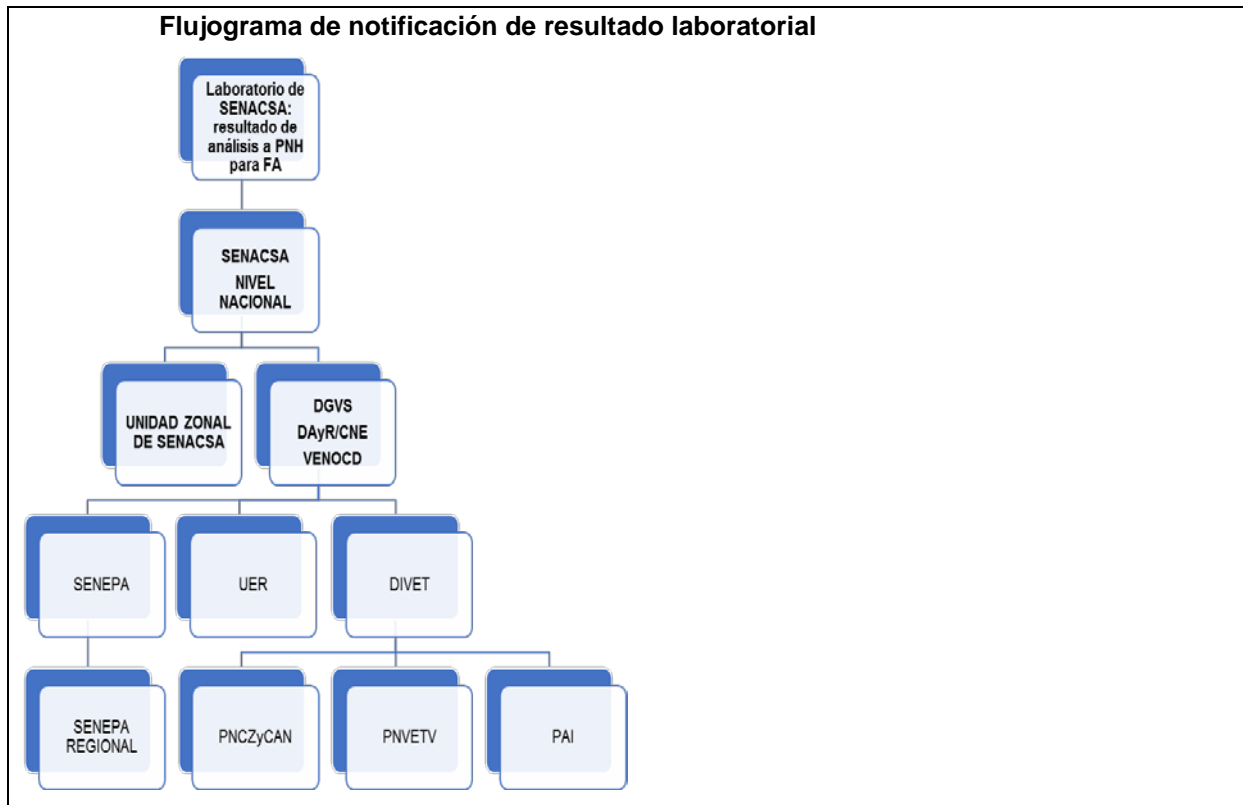 Flujograma de notificación de resultado laboratorial
Laboratorio de
SENACSA:
resultado de
análisis a PNH
para FA
SENACSA
NIVEL
NACIONAL
UNIDAD ZONAL
DE SENACSA
DGVS
DAyR/CNE
VENOCD
SENEPA
UER
DIVET
SENEPA
REGIONAL
PNCZyCAN
PNVETV
PAI